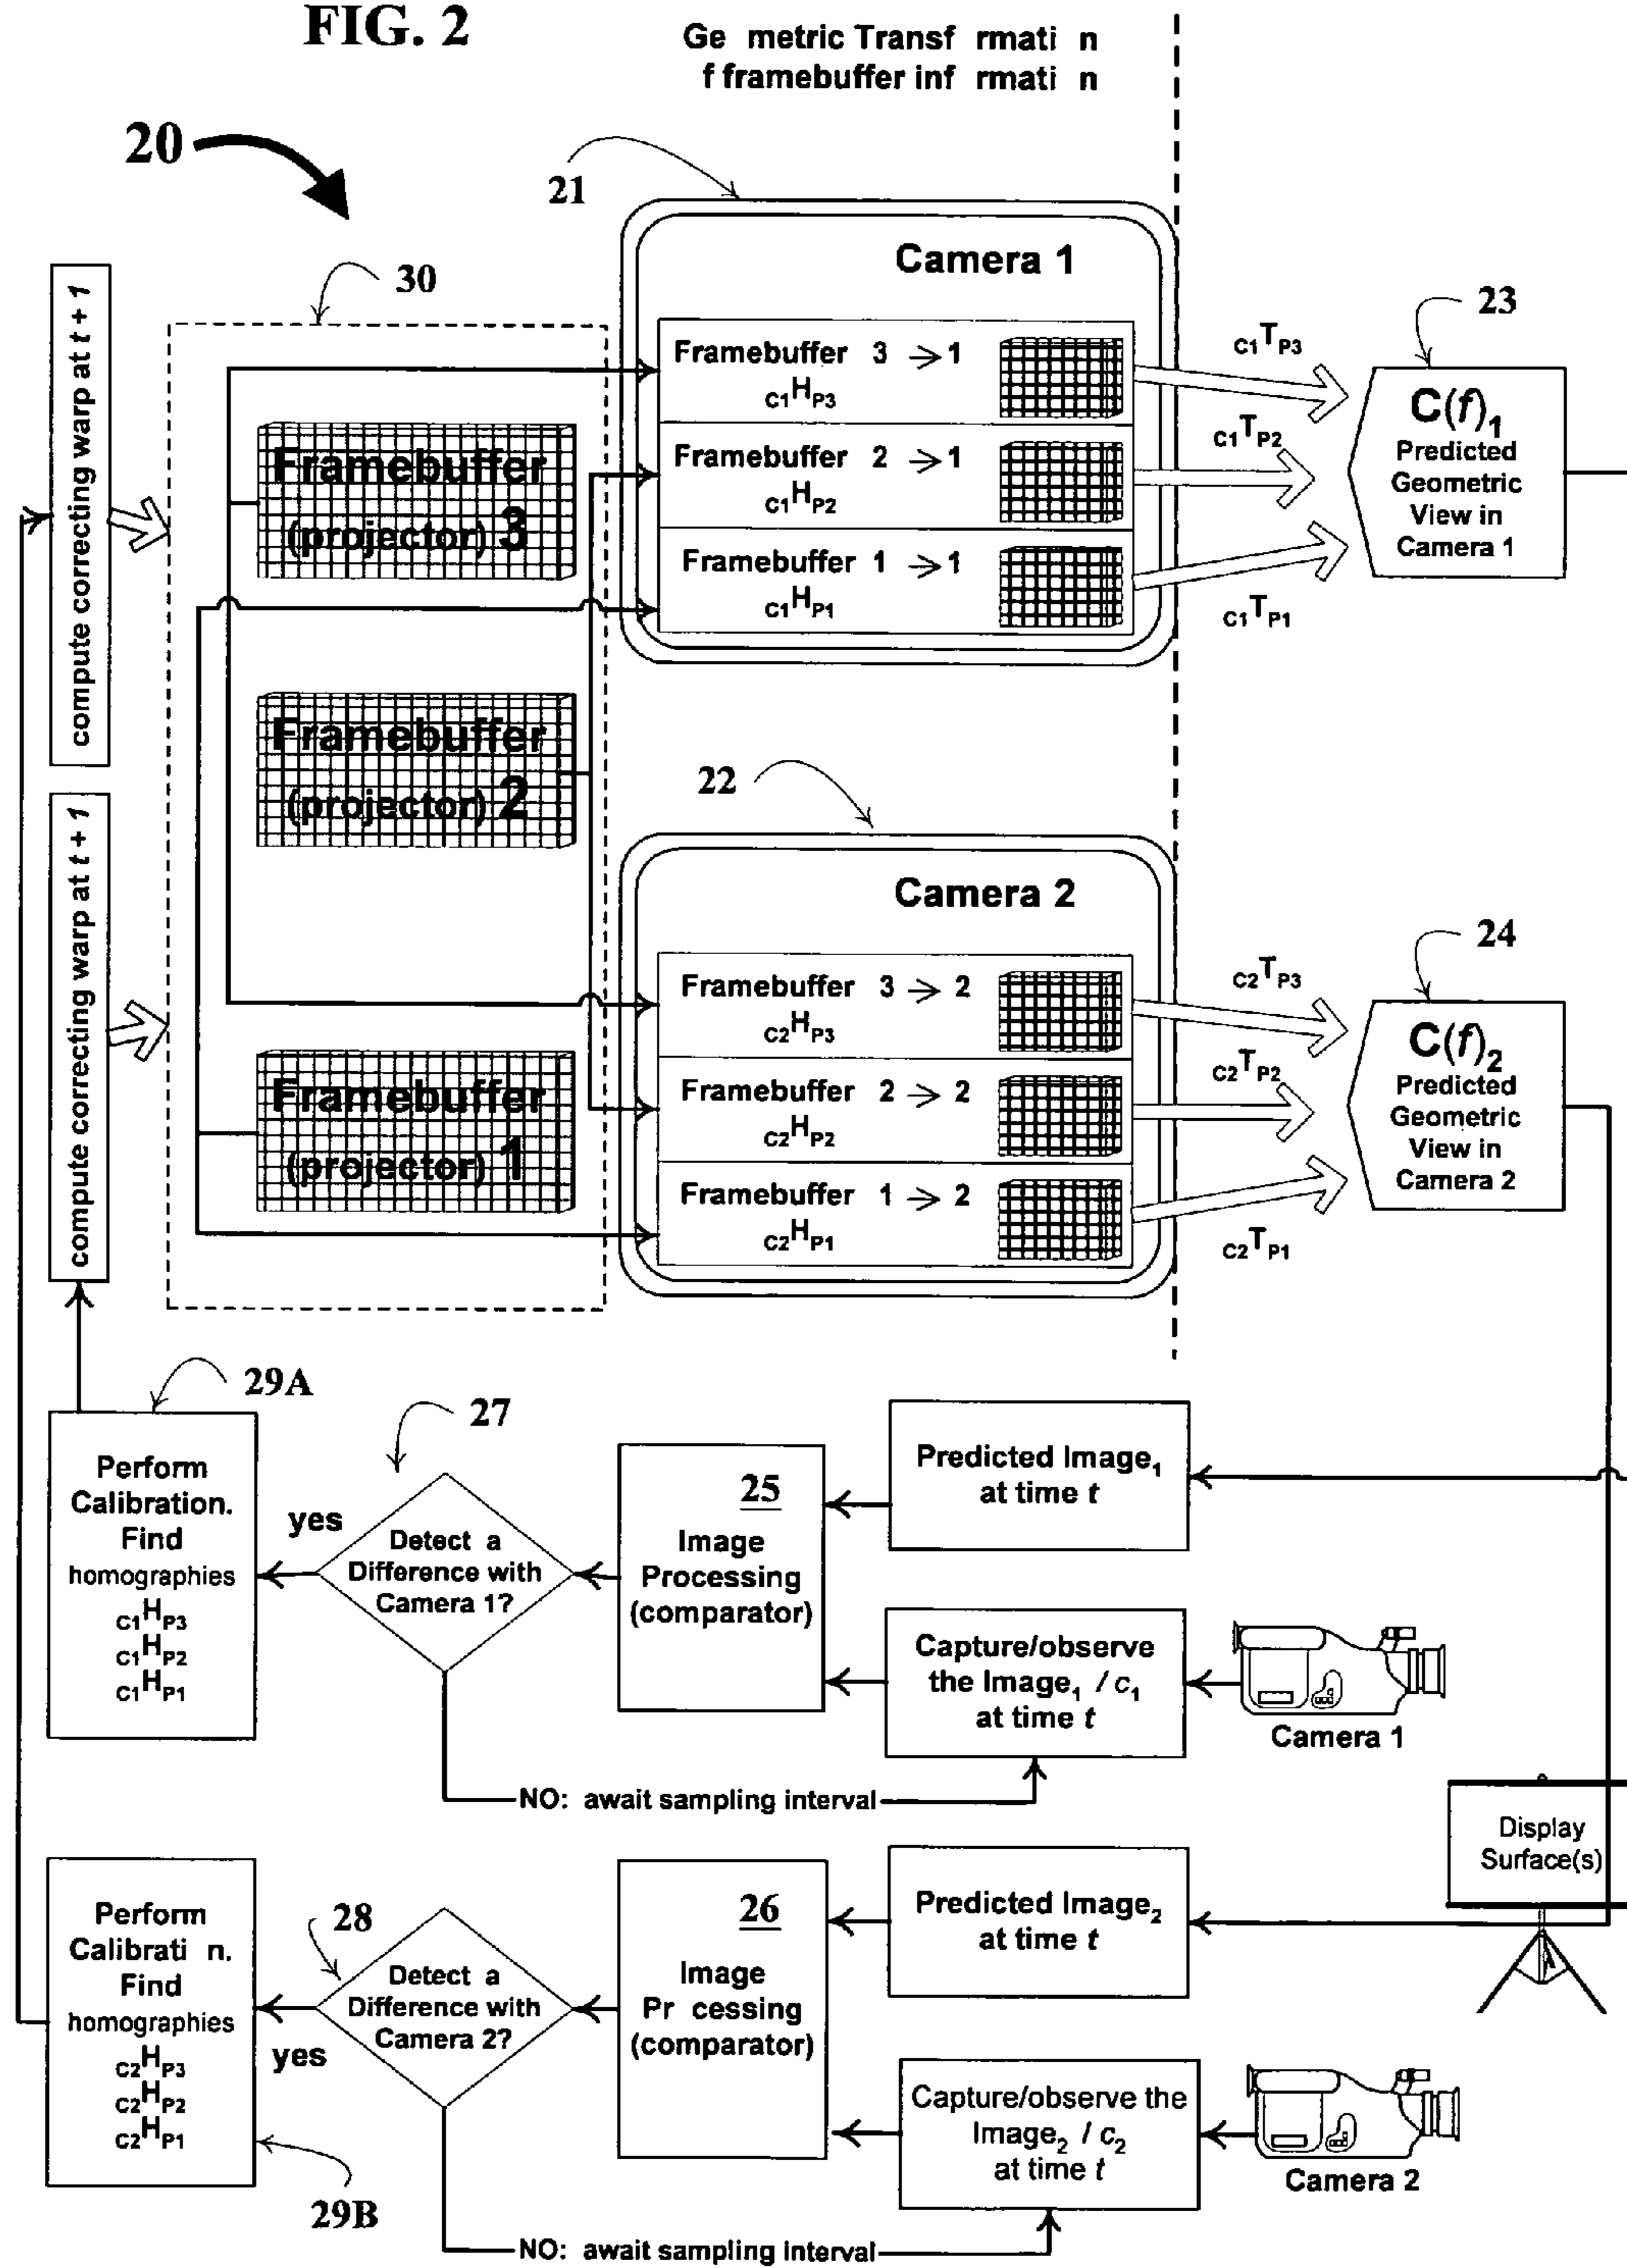 FIG. 2
Ge metric Transf rmati n
f framebuffer inf rmati n
20
21
30
23
compute correcting warp at t + 1
Camera 1
Framebuffer 3 → 1
C1HP3
Framebuffer 2 → 1
C1HP2
Framebuffer 1 → 1
C1HP1
C1TP3
C1TP2
C1TP1
C(f)1
Predicted
Geometric
View in
Camera 1
Framebuffer
(projector) 3
Framebuffer
(projector) 2
Framebuffer
(projector) 1
compute correcting warp at t + 1
22
24
Camera 2
Framebuffer 3 → 2
C2HP3
Framebuffer 2 → 2
C2HP2
Framebuffer 1 → 2
C2HP1
C2TP3
C2TP2
C2TP1
C(f)2
Predicted
Geometric
View in
Camera 2
29A
27
Perform
Calibration.
Find
homographies
C1HP3
C1HP2
C1HP1
yes
Detect a
Difference with
Camera 1?
25
Image
Processing
(comparator)
Predicted Image1
at time t
Capture/observe
the Image1 / c1
at time t
Camera 1
NO: await sampling interval
Display
Surface(s)
Perform
Calibrati n.
Find
homographies
C2HP3
C2HP2
C2HP1
28
yes
Detect a
Difference with
Camera 2?
26
Image
Pr cessing
(comparator)
Predicted Image2
at time t
Capture/observe the
Image2 / c2
at time t
Camera 2
29B
NO: await sampling interval